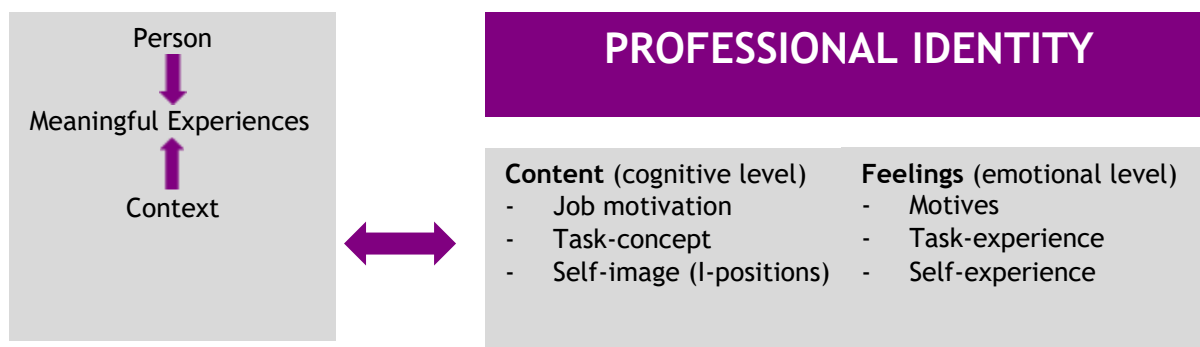 Person
Meaningful Experiences
Context
PROFESSIONAL IDENTITY
Content (cognitive level)
- Job motivation
- Task-concept
- Self-image (I-positions)
Feelings (emotional level)
- Motives
- Task-experience
- Self-experience